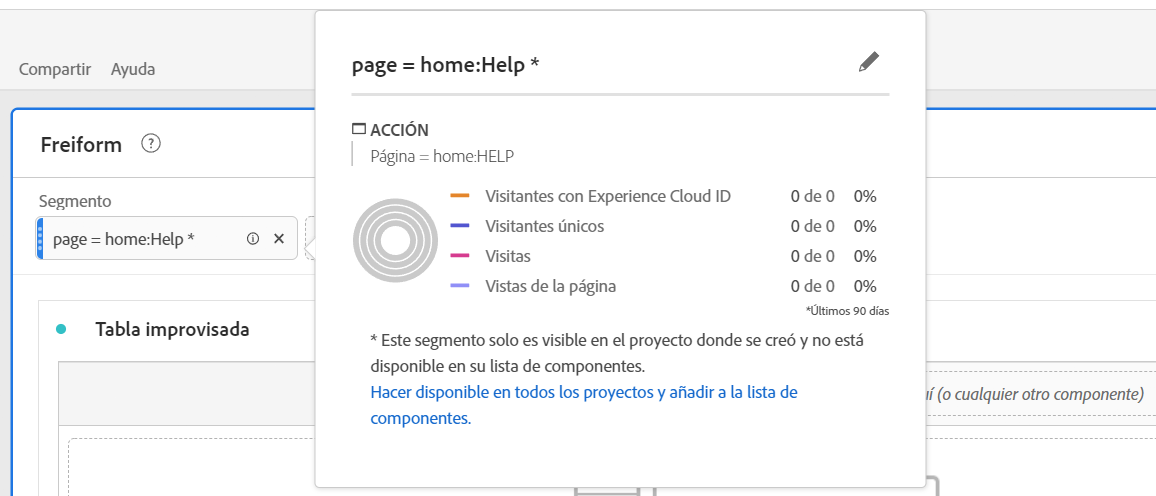 Compartir Ayuda
page = home:Help *
Freiform ?
ACCIÓN
Página = home:HELP
Segmento
page = home:Help *
Visitantes con Experience Cloud ID 0 de 0 0%
Visitantes únicos 0 de 0 0%
Visitas 0 de 0 0%
Vistas de la página 0 de 0 0%
*Últimos 90 días
Tabla improvisada
* Este segmento solo es visible en el proyecto donde se creó y no está
disponible en su lista de componentes.
Hacer disponible en todos los proyectos y añadir a la lista de
componentes.
(o cualquier otro componente)